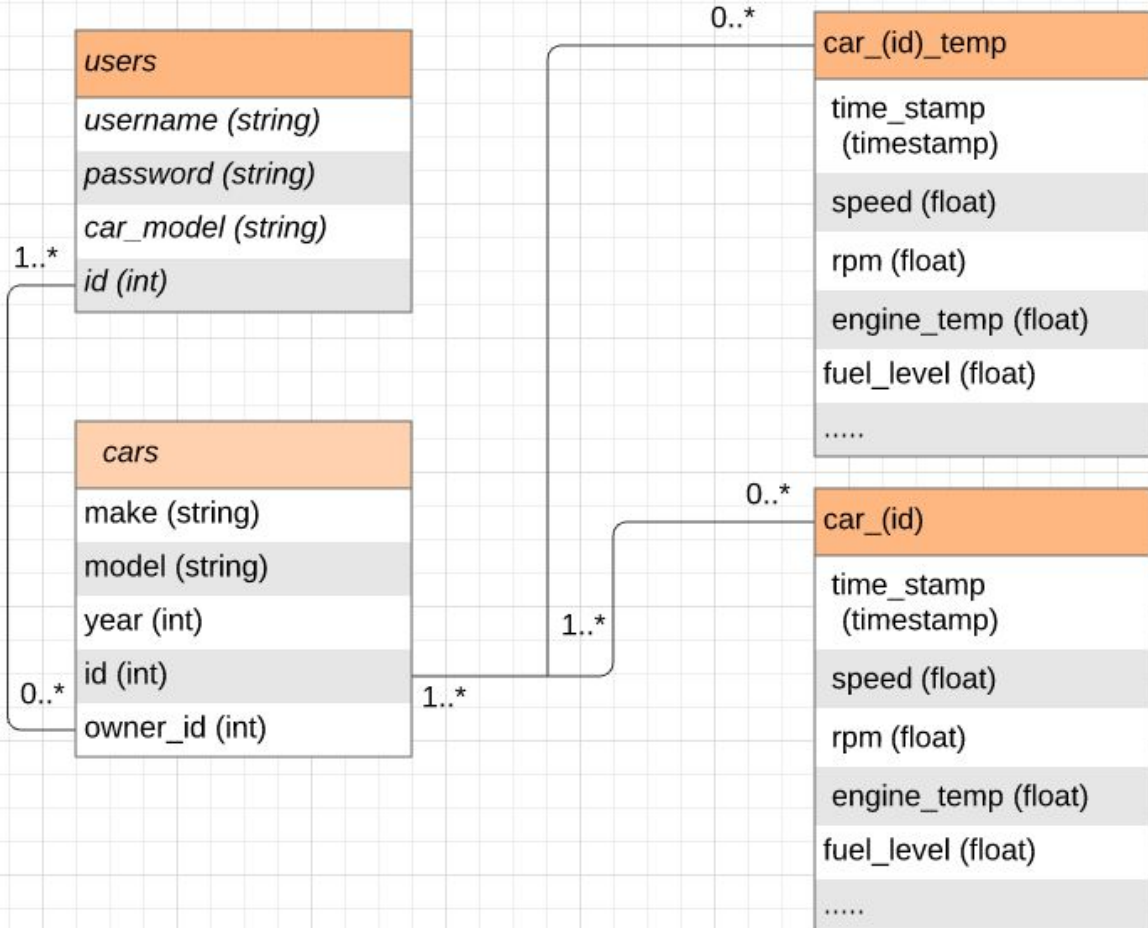 users
username (string)
password (string)
car_model (string)
id (int)
1..*
cars
make (string)
model (string)
year (int)
id (int)
owner_id (int)
0..*
1..*
1..*
0..*
car_(id)_temp
time_stamp
(timestamp)
speed (float)
rpm (float)
engine_temp (float)
fuel_level (float)
.....
0..*
car_(id)
time_stamp
(timestamp)
speed (float)
rpm (float)
engine_temp (float)
fuel_level (float)
.....